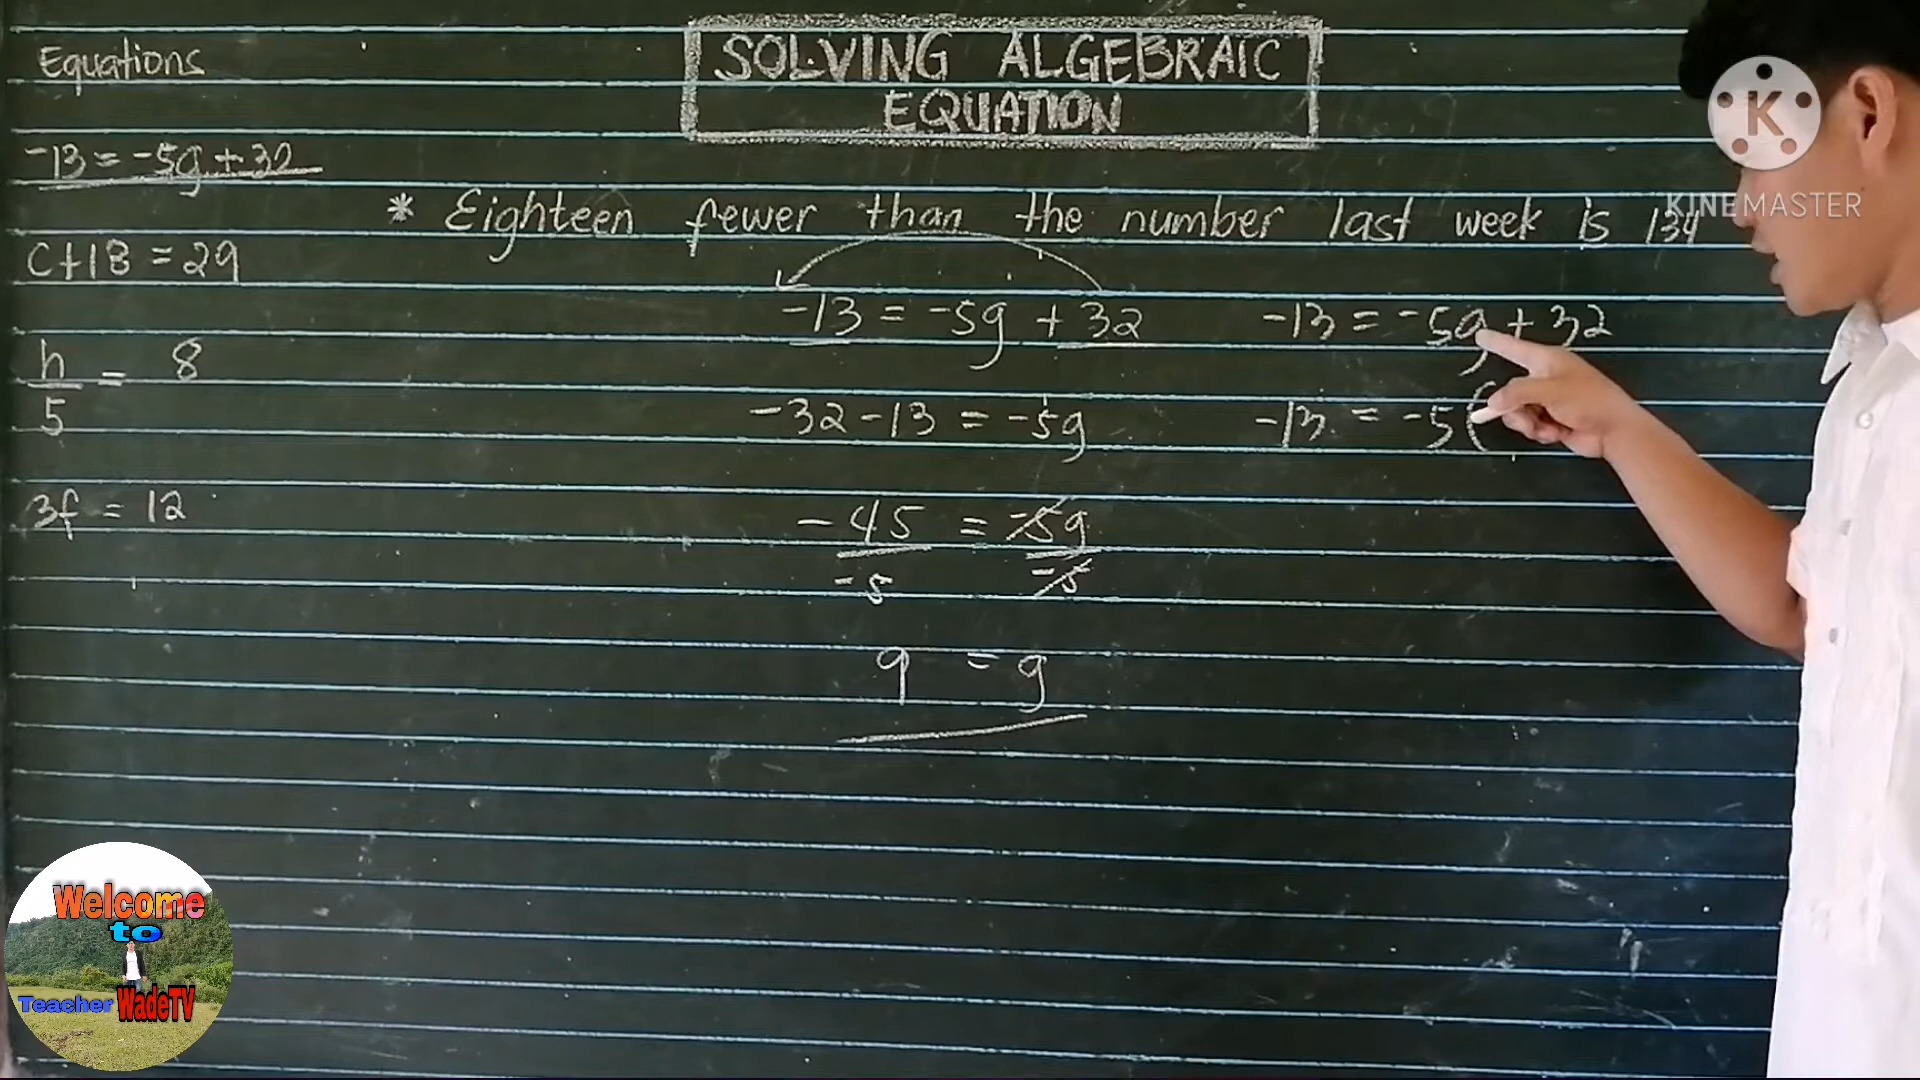 SOLVING ALGEBRAIC
EQUATION
Equations
-13 = -5g + 32
C + 18 = 29
h
5
= 8
3f = 12
* Eighteen fewer than the number last week is 134
-13 = -5g + 32
-32 - 13 = -5g
-45 = -5g
-5 -5
9 = g
-13 = -5g + 32
-13 = -5(
K
KINEMASTER
Welcome
to
Teacher WadeTV